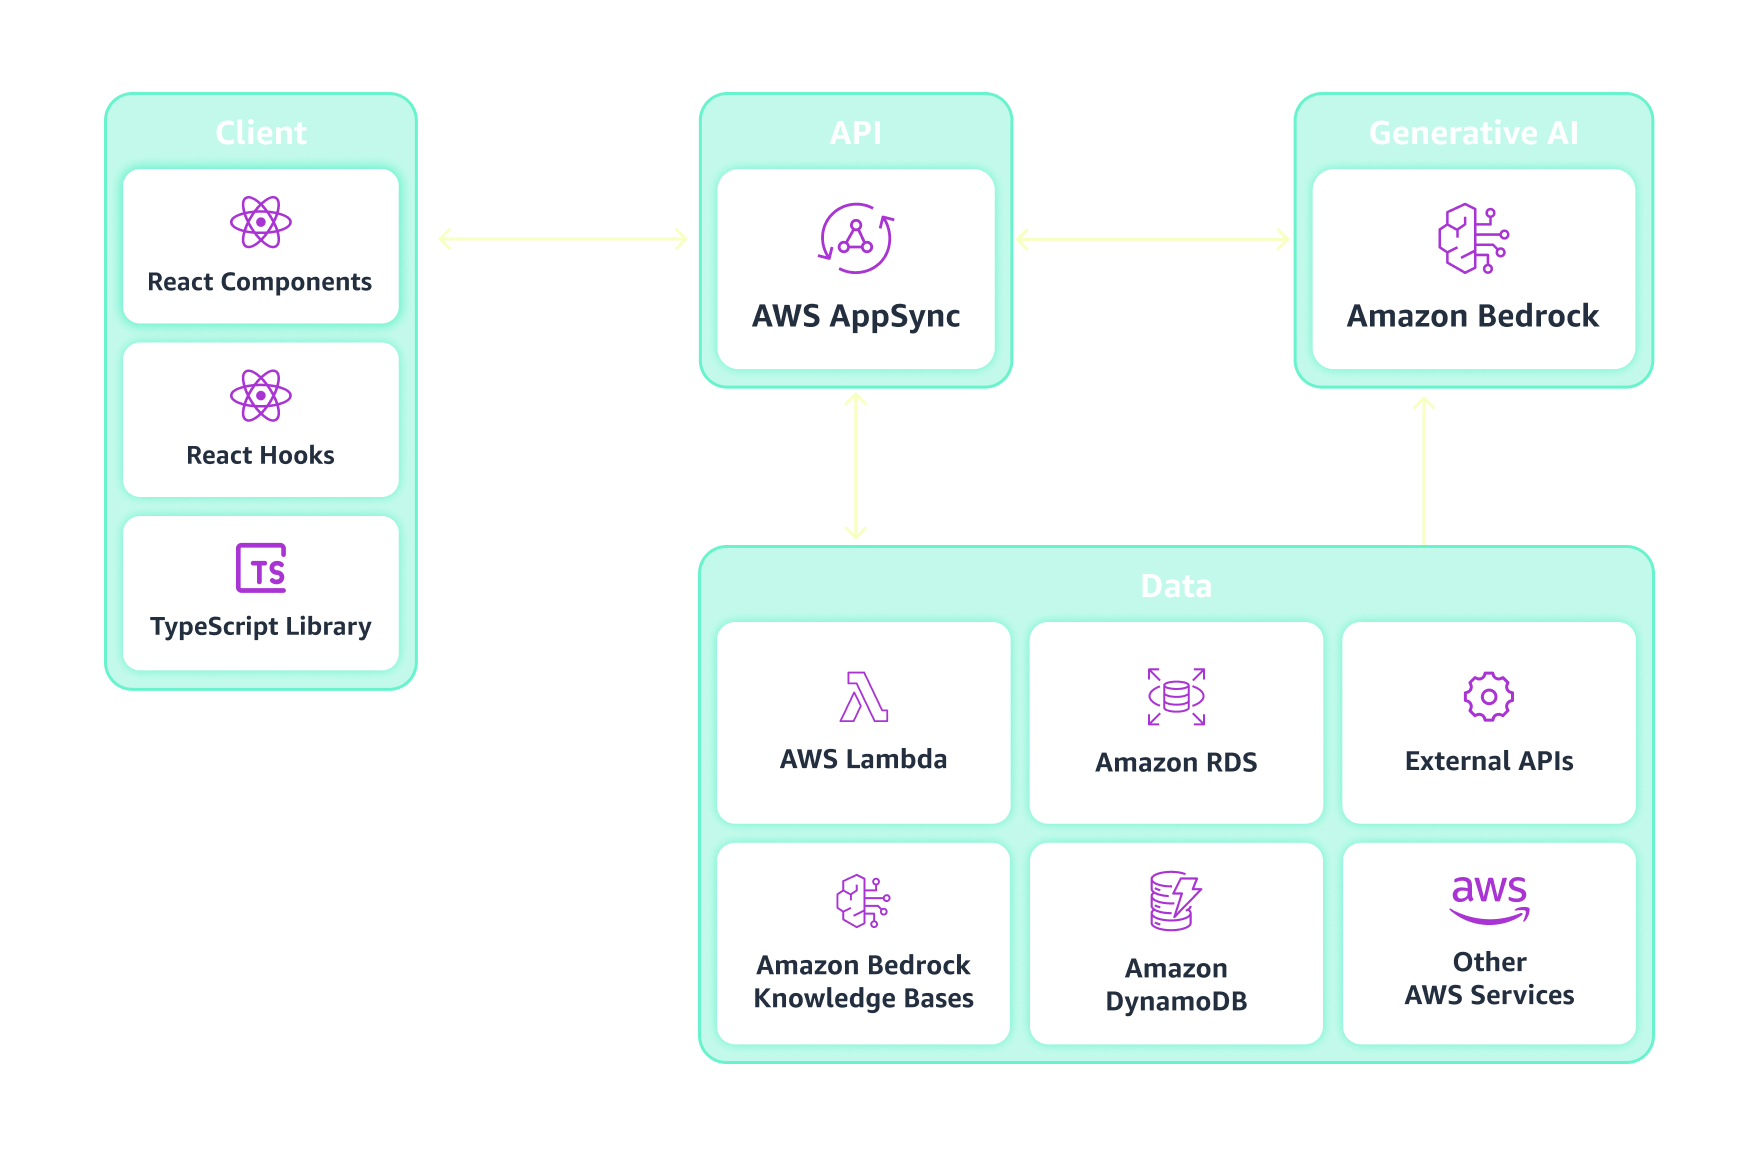 Client
React Components
React Hooks
TS
TypeScript Library
API
AWS AppSync
Generative AI
Amazon Bedrock
Data
AWS Lambda
Amazon RDS
External APIs
Amazon Bedrock
Knowledge Bases
Amazon
DynamoDB
aws
Other
AWS Services